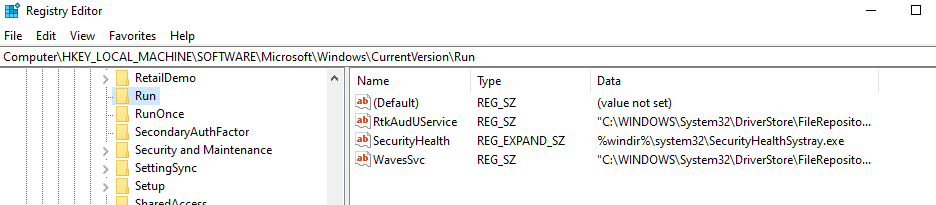 Registry Editor
File Edit View Favorites Help
Computer\HKEY_LOCAL_MACHINE\SOFTWARE\Microsoft\Windows\CurrentVersion\Run
RetailDemo
Run
RunOnce
SecondaryAuthFactor
Security and Maintenance
SettingSync
Setup
SharedAccess
Name Type Data
(Default) REG_SZ (value not set)
RtkAudUService REG_SZ "C:\WINDOWS\System32\DriverStore\FileReposito...
SecurityHealth REG_EXPAND_SZ %windir%\system32\SecurityHealthSystray.exe
WavesSvc REG_SZ "C:\WINDOWS\System32\DriverStore\FileReposito...